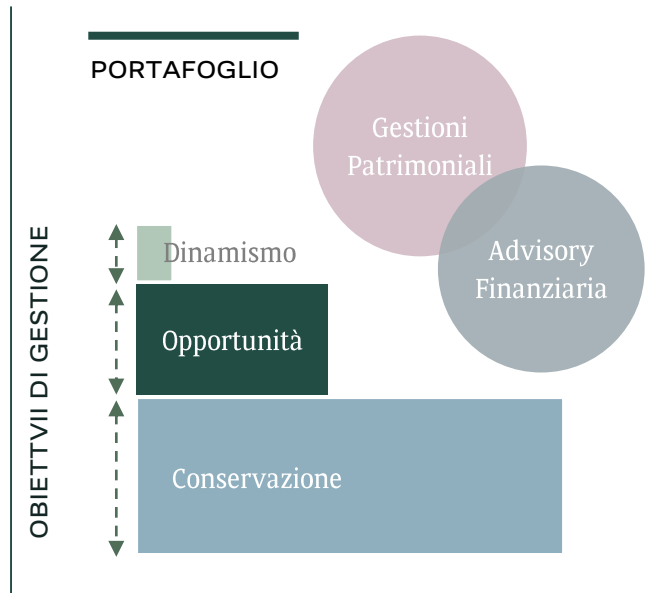 PORTAFOGLIO
Gestioni
Patrimoniali
Advisory
Finanziaria
OBIETTVII DI GESTIONE
Dinamismo
Opportunità
Conservazione